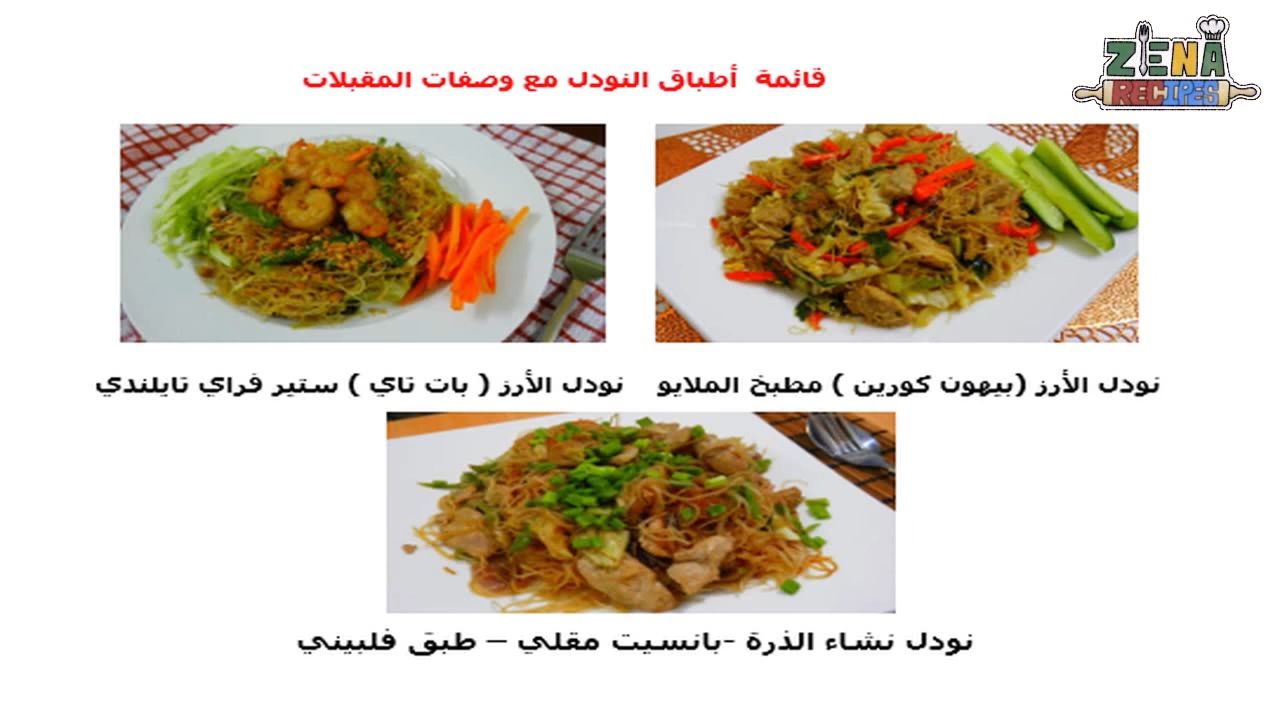 ZENA
RECIPES
قائمة أطباق النودل مع وصفات المقبلات
نودل الأرز (بيهون كورين ) مطبخ الملايو
نودل الأرز ( بات تاي ) ستير فراي تايلندي
نودل نشاء الذرة -بانسيت مقلي – طبق فلبيني